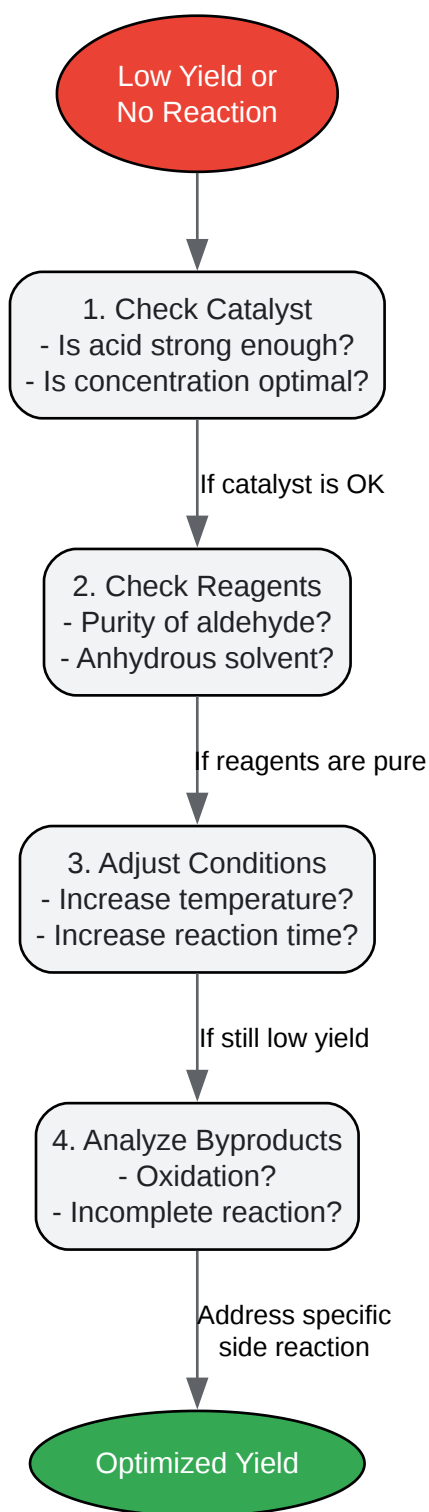 Low Yield or
No Reaction
1. Check Catalyst
- Is acid strong enough?
- Is concentration optimal?
If catalyst is OK
2. Check Reagents
- Purity of aldehyde?
- Anhydrous solvent?
If reagents are pure
3. Adjust Conditions
- Increase temperature?
- Increase reaction time?
If still low yield
4. Analyze Byproducts
- Oxidation?
- Incomplete reaction?
Address specific
side reaction
Optimized Yield